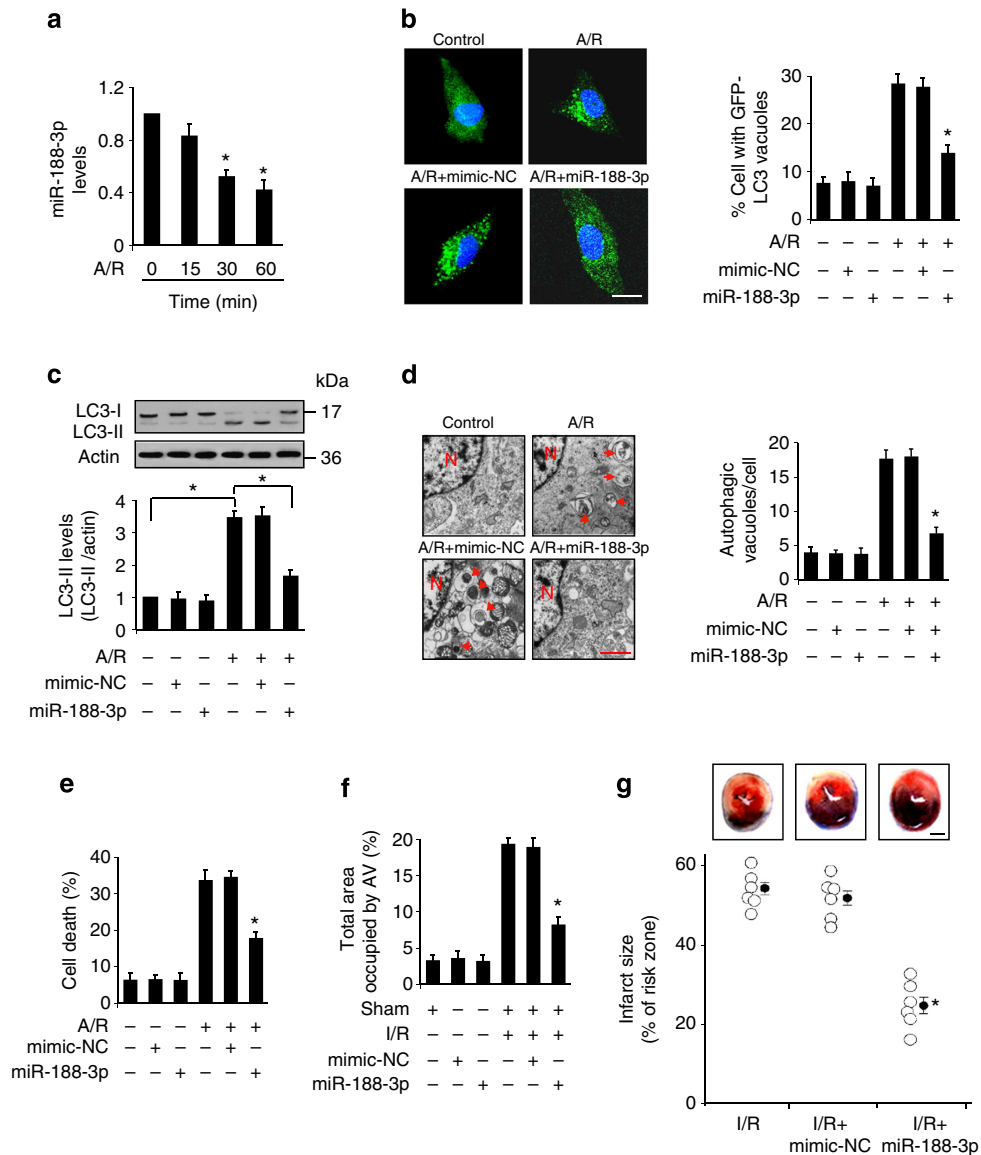 a
1.2
0.8
0.4
0
miR-188-3p
levels
* *
A/R 0 15 30 60
Time (min)
b
Control A/R
A/R+mimic-NC A/R+miR-188-3p
30
20
10
0
% Cell with GFP-
LC3 vacuoles
*
A/R – – – + + +
mimic-NC – + – – + –
miR-188-3p – – + – – +
c
kDa
LC3-I
17
LC3-II
Actin
36
* *
4
3
2
1
0
LC3-II levels
(LC3-II /actin)
A/R – – – + + +
mimic-NC – + – – + –
miR-188-3p – – + – – +
d
Control A/R
N N
A/R+mimic-NC A/R+miR-188-3p
N N
20
15
10
5
0
Autophagic
vacuoles/cell
*
A/R – – – + + +
mimic-NC – + – – + +
miR-188-3p – – + – – +
e
40
30
20
10
0
Cell death (%)
*
A/R – – – + + +
mimic-NC – + – – + –
miR-188-3p – – + – – +
f
20
15
10
5
0
Total area
occupied by AV (%)
*
Sham + – – + + +
I/R – – – + + +
mimic-NC – + – – + –
miR-188-3p – – + – – +
g
60
40
20
0
Infarct size
(% of risk zone)
*
I/R I/R+ I/R+
mimic-NC miR-188-3p